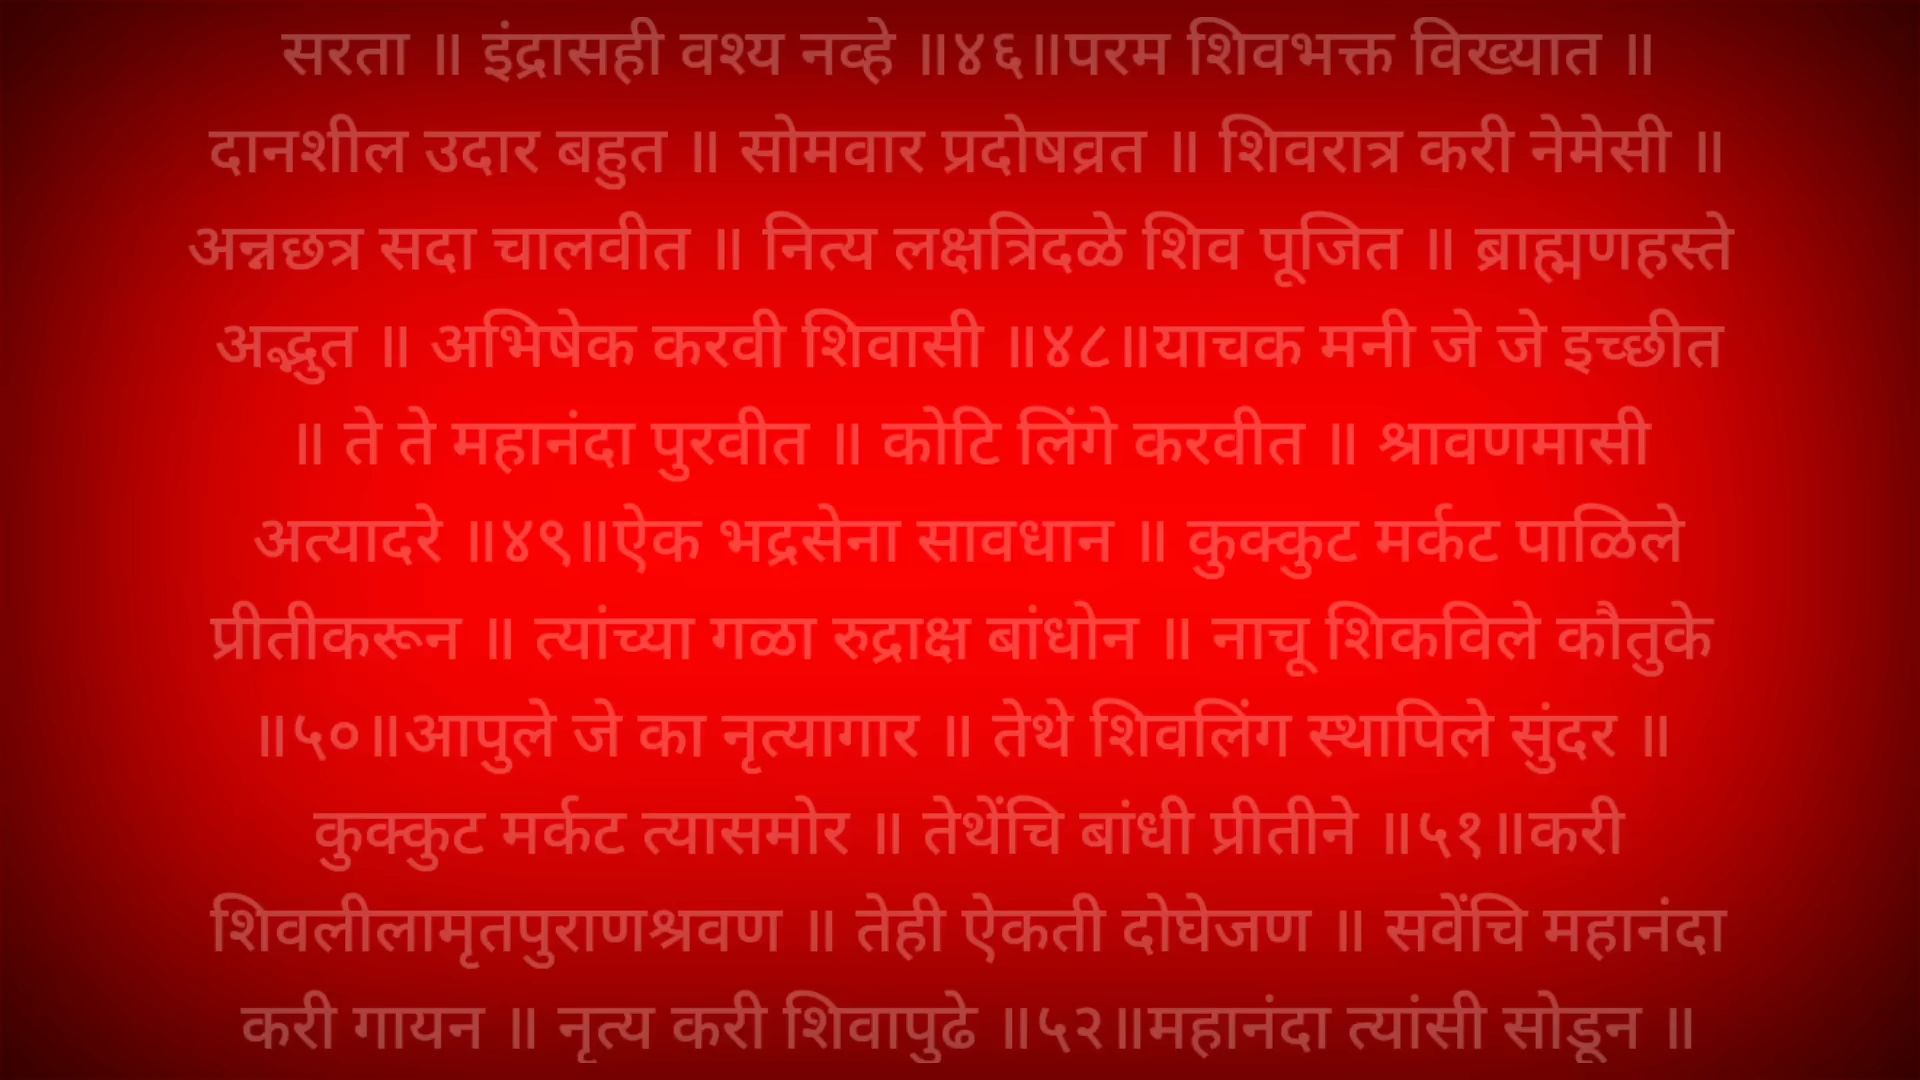 सरता ॥ इंद्रासही वश्य नव्हे ॥४६॥परम शिवभक्त विख्यात ॥
दानशील उदार बहुत ॥ सोमवार प्रदोषव्रत ॥ शिवरात्र करी नेमेसी ॥
अन्नछत्र सदा चालवीत ॥ नित्य लक्षत्रिदळे शिव पूजित ॥ ब्राह्मणहस्ते
अद्भुत ॥ अभिषेक करवी शिवासी ॥४८॥याचक मनी जे जे इच्छीत
॥ ते ते महानंदा पुरवीत ॥ कोटि लिंगे करवीत ॥ श्रावणमासी
अत्यादरे ॥४९॥ऐक भद्रसेना सावधान ॥ कुक्कुट मर्कट पाळिले
प्रीतीकरून ॥ त्यांच्या गळा रुद्राक्ष बांधोन ॥ नाचू शिकविले कौतुके
॥५०॥आपुले जे का नृत्यागार ॥ तेथे शिवलिंग स्थापिले सुंदर ॥
कुक्कुट मर्कट त्यासमोर ॥ तेथेंचि बांधी प्रीतीने ॥५१॥करी
शिवलीलामृतपुराणश्रवण ॥ तेही ऐकती दोघेजण ॥ सवेंचि महानंदा
करी गायन ॥ नृत्य करी शिवापुढे ॥५२॥महानंदा त्यांसी सोडून ॥